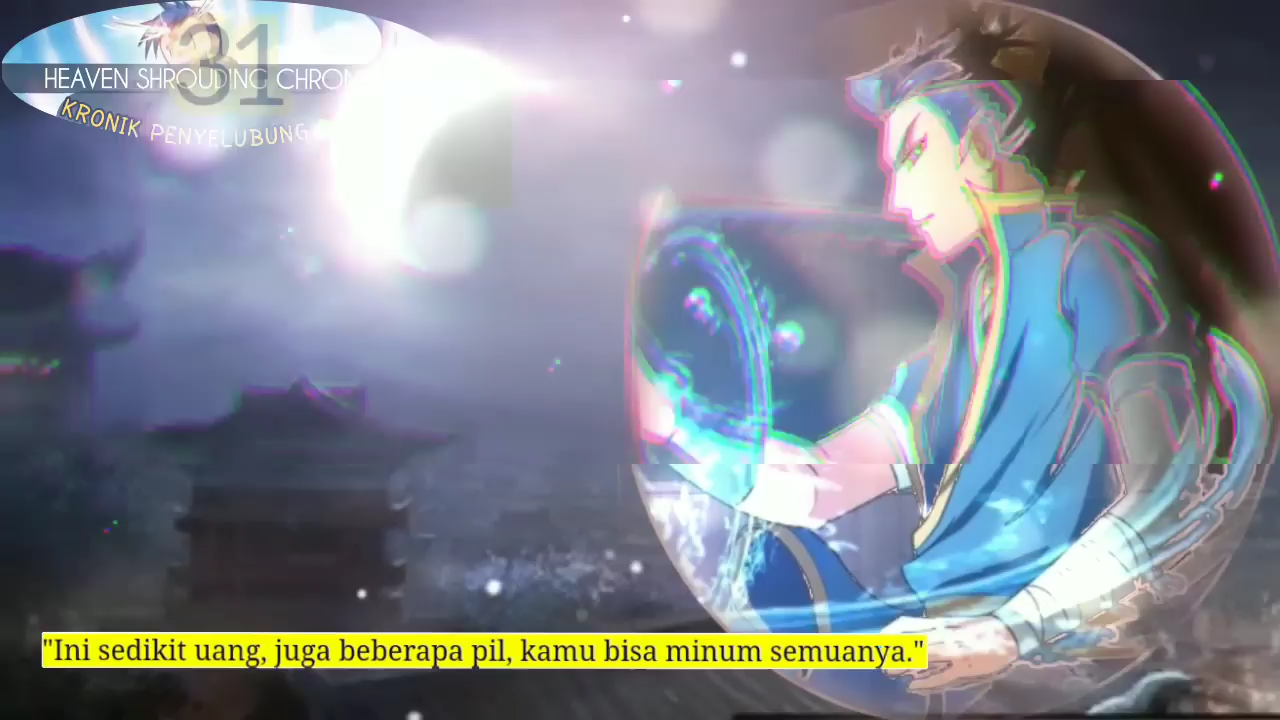 31
HEAVEN SHROUDING CHRON
KRONIK PENYELUBUNG
"Ini sedikit uang, juga beberapa pil, kamu bisa minum semuanya."